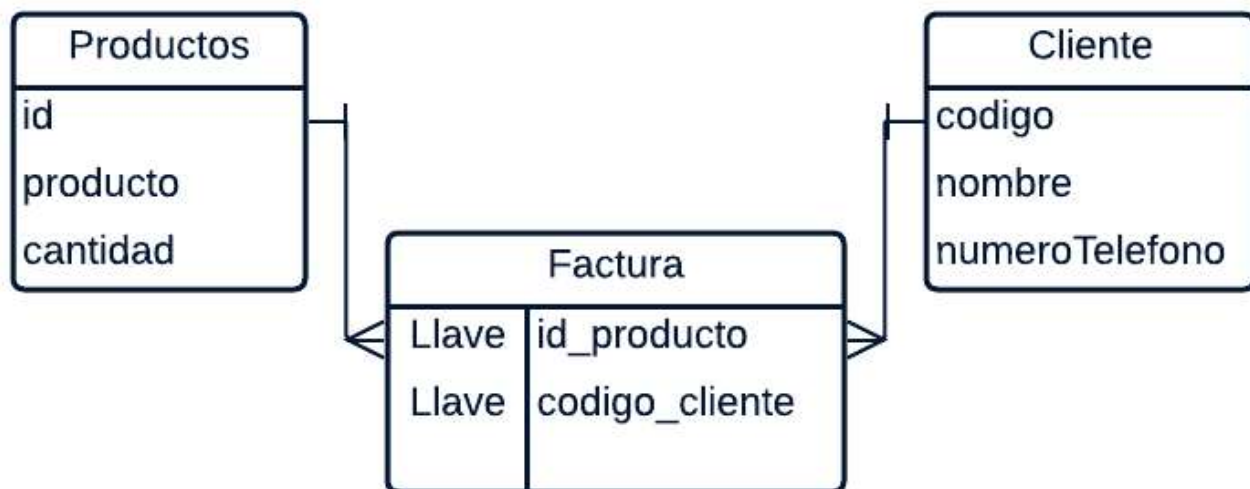 Productos
id
producto
cantidad
Cliente
codigo
nombre
numeroTelefono
Factura
Llave id_producto
Llave codigo_cliente